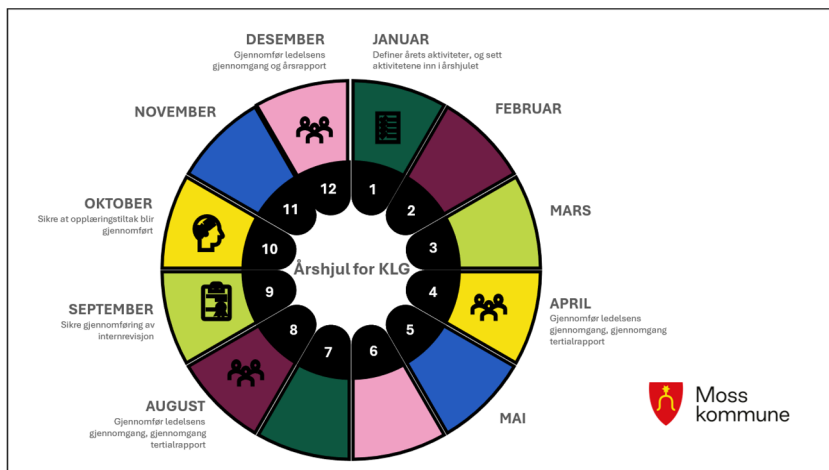 DESEMBER
Gjennomfør ledelsens
gjennomgang og årsrapport
JANUAR
Definer årets aktiviteter, og sett
aktivitetene inn i årshjulet
NOVEMBER
FEBRUAR
OKTOBER
Sikre at opplæringstiltak blir
gjennomført
MARS
SEPTEMBER
Sikre gjennomføring av
internrevisjon
APRIL
Gjennomfør ledelsens
gjennomgang, gjennomgang
tertialrapport
AUGUST
Gjennomfør ledelsens
gjennomgang, gjennomgang
tertialrapport
MAI
12
1
11
2
10
3
Årshjul for KLG
9
4
8
5
7
6
Moss
kommune